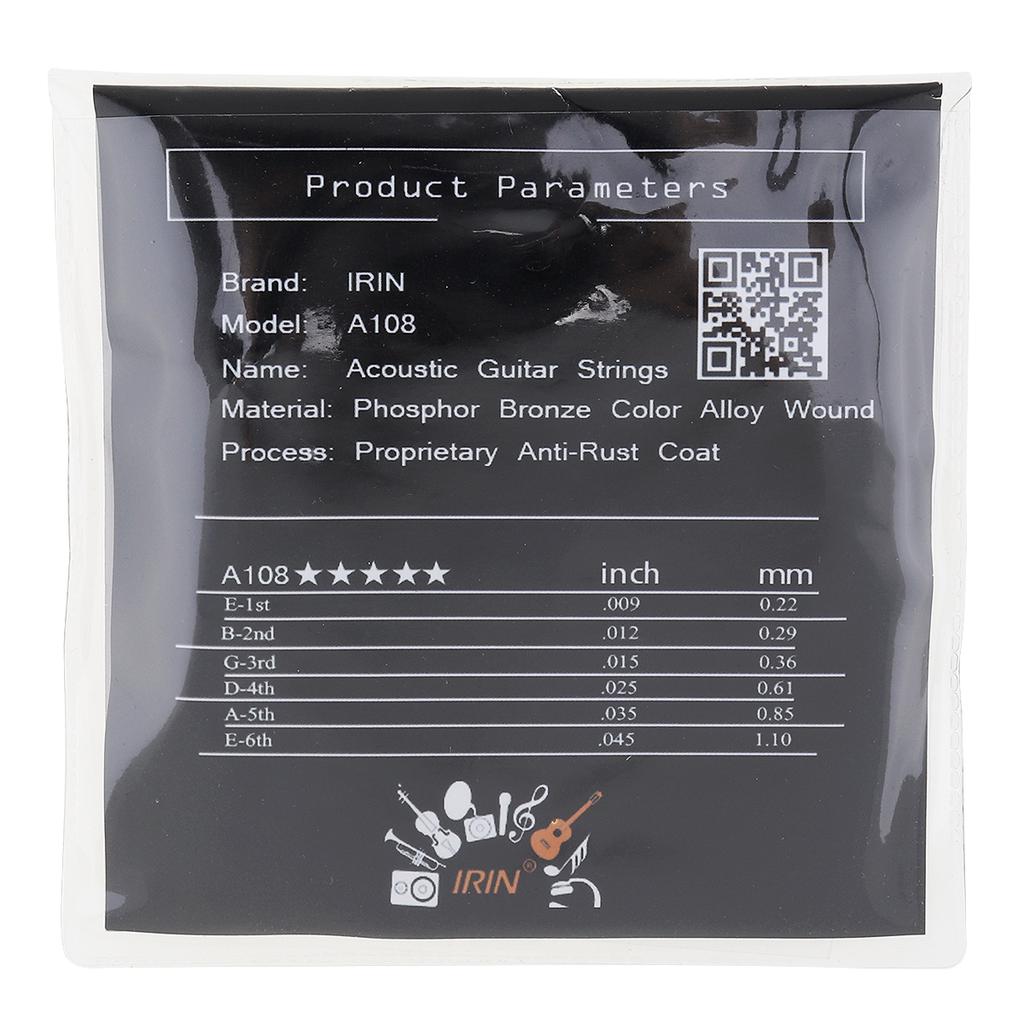 Product Parameters
Brand: IRIN
Model: A108
Name: Acoustic Guitar Strings
Material: Phosphor Bronze Color Alloy Wound
Process: Proprietary Anti-Rust Coat
A108★★★★★ inch mm
E-1st .009 0.22
B-2nd .012 0.29
G-3rd .015 0.36
D-4th .025 0.61
A-5th .035 0.85
E-6th .045 1.10
IRIN®